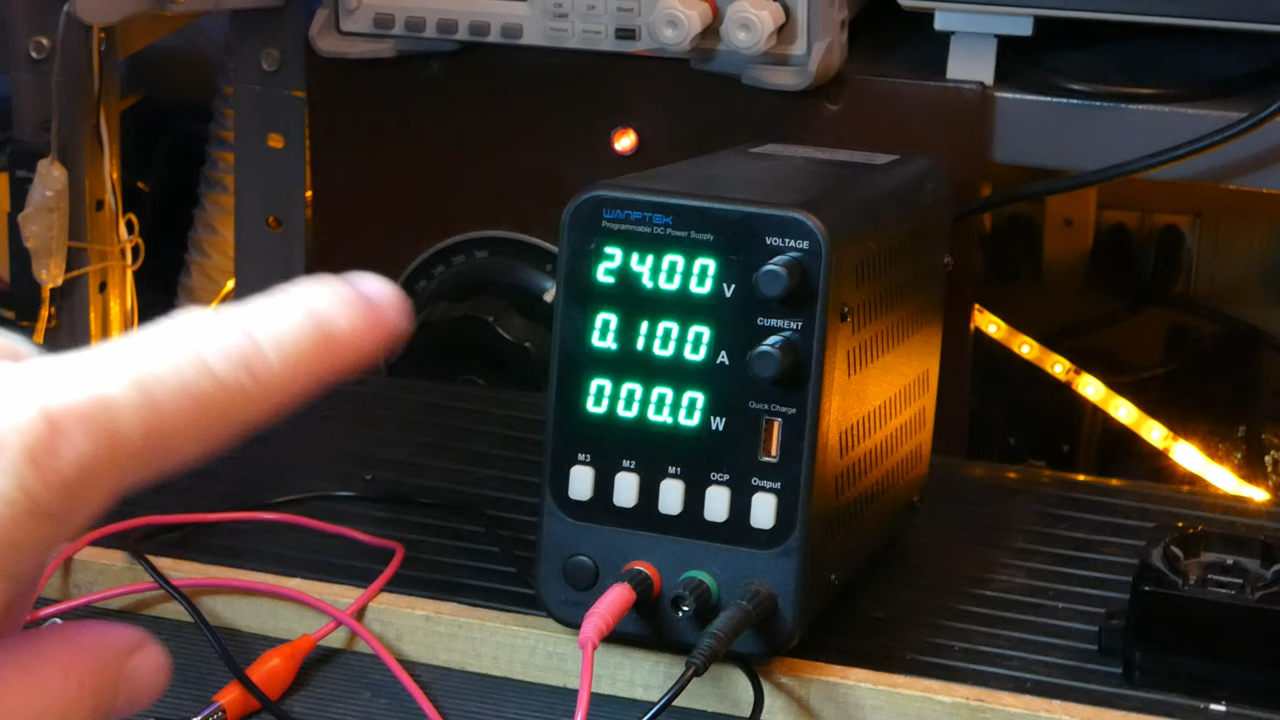 WANPTEK
Programmable DC Power Supply
24.00 V
0.100 A
000.0 W
VOLTAGE
CURRENT
Quick Charge
M3 M2 M1 OCP Output